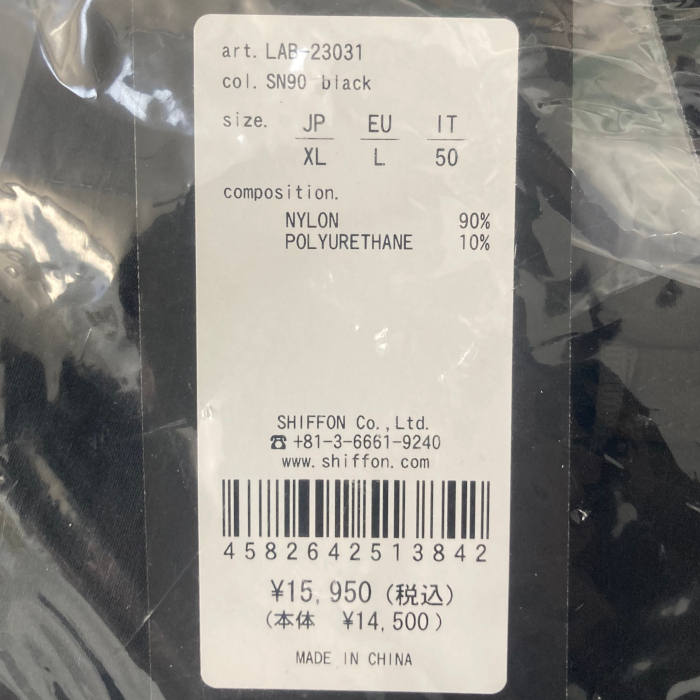 art. LAB-23031
col. SN90 black
size. JP EU IT
XL L 50
composition.
NYLON 90%
POLYURETHANE 10%
SHIFFON Co.,Ltd.
☎ +81-3-6661-9240
www.shiffon.com
4582642513842
¥15,950 (税込)
(本体 ¥14,500)
MADE IN CHINA